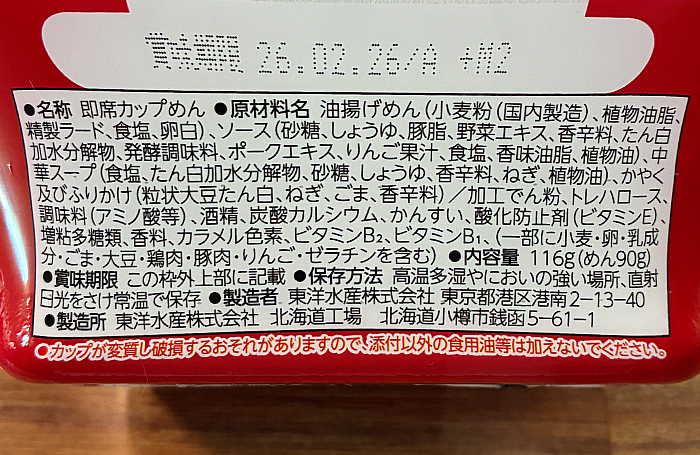 賞味期限 26.02.26/A +M2
●名称 即席カップめん ●原材料名 油揚げめん(小麦粉(国内製造)、植物油脂、
精製ラード、食塩、卵白)、ソース(砂糖、しょうゆ、豚脂、野菜エキス、香辛料、たん白
加水分解物、発酵調味料、ポークエキス、りんご果汁、食塩、香味油脂、植物油)、中
華スープ(食塩、たん白加水分解物、砂糖、しょうゆ、香辛料、ねぎ、植物油)、かやく
及びふりかけ(粒状大豆たん白、ねぎ、ごま、香辛料)/加工でん粉、トレハロース、
調味料(アミノ酸等)、酒精、炭酸カルシウム、かんすい、酸化防止剤(ビタミンE)、
増粘多糖類、香料、カラメル色素、ビタミンB₂、ビタミンB₁、(一部に小麦・卵・乳成
分・ごま・大豆・鶏肉・豚肉・りんご・ゼラチンを含む) ●内容量 116g(めん90g)
●賞味期限 この枠外上部に記載 ●保存方法 高温多湿やにおいの強い場所、直射
日光をさけ常温で保存 ●製造者 東洋水産株式会社 東京都港区港南2-13-40
●製造所 東洋水産株式会社 北海道工場 北海道小樽市銭函5-61-1
●カップが変質し破損するおそれがありますので、添付以外の食用油等は加えないでください。